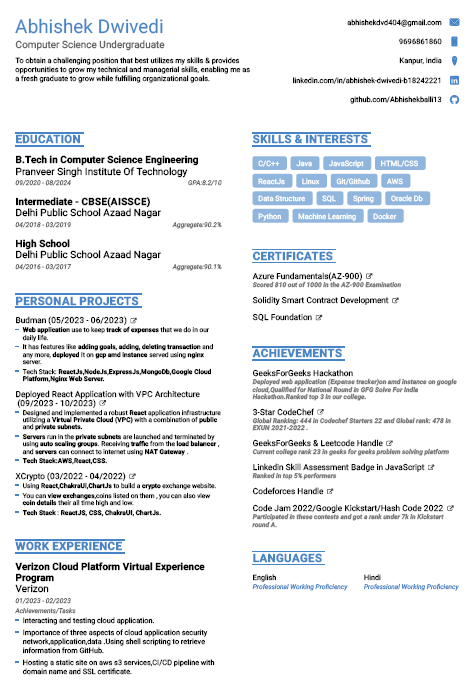 Abhishek Dwivedi
Computer Science Undergraduate
To obtain a challenging position that best utilizes my skills & provides
opportunities to grow my technical and managerial skills, enabling me as
a fresh graduate to grow while fulfilling organizational goals.
abhishekdvd404@gmail.com
9696861860
Kanpur, India
linkedin.com/in/abhishek-dwivedi-b18242221
github.com/Abhishekballi13
EDUCATION
B.Tech in Computer Science Engineering
Pranveer Singh Institute Of Technology
09/2020 - 08/2024 GPA:8.2/10
Intermediate - CBSE(AISSCE)
Delhi Public School Azaad Nagar
04/2018 - 03/2019 Aggregate:90.2%
High School
Delhi Public School Azaad Nagar
04/2016 - 03/2017 Aggregate:90.1%
PERSONAL PROJECTS
Budman (05/2023 - 06/2023)
Web application use to keep track of expenses that we do in our
daily life.
It has features like adding goals, adding, deleting transaction and
any more, deployed it on gcp amd instance served using nginx
server.
Tech Stack: ReactJs,NodeJs,ExpressJs,MongoDb,Google Cloud
Platform,Nginx Web Server.
Deployed React Application with VPC Architecture
(09/2023 - 10/2023)
Designed and implemented a robust React application infrastructure
utilizing a Virtual Private Cloud (VPC) with a combination of public
and private subnets.
Servers run in the private subnets are launched and terminated by
using auto scaling groups. Receiving traffic from the load balancer ,
and servers can connect to internet using NAT Gateway .
Tech Stack:AWS,React,CSS.
XCrypto (03/2022 - 04/2022)
Using React,ChakraUI,ChartJs to build a crypto exchange website.
You can view exchanges,coins listed on them , you can also view
coin details their all time high and low.
Tech Stack : ReactJS, CSS, ChakraUI, ChartJs.
WORK EXPERIENCE
Verizon Cloud Platform Virtual Experience
Program
Verizon
01/2023 - 02/2023
Achievements/Tasks
Interacting and testing cloud application.
Importance of three aspects of cloud application security
network,application,data .Using shell scripting to retrieve
information from GitHub.
Hosting a static site on aws s3 services,CI/CD pipeline with
domain name and SSL certificate.
SKILLS & INTERESTS
C/C++ Java JavaScript HTML/CSS
ReactJs Linux Git/Github AWS
Data Structure SQL Spring Oracle Db
Python Machine Learning Docker
CERTIFICATES
Azure Fundamentals(AZ-900)
Scored 810 out of 1000 in the AZ-900 Examination
Solidity Smart Contract Development
SQL Foundation
ACHIEVEMENTS
GeeksForGeeks Hackathon
Deployed web application (Expense tracker)on amd instance on google
cloud,Qualified for National Round in GFG Solve For India
Hackathon.Ranked top 3 in our college.
3-Star CodeChef
Global Ranking: 444 in Codechef Starters 22 and Global rank: 478 in
EXUN 2021-2022 .
GeeksForGeeks & Leetcode Handle
Current college rank 23 in geeks for geeks problem solving platform
Linkedin Skill Assessment Badge in JavaScript
Ranked in top 5% performers
Codeforces Handle
Code Jam 2022/Google Kickstart/Hash Code 2022
Participated in these contests and got a rank under 7k in Kickstart
round A.
LANGUAGES
English Hindi
Professional Working Proficiency Professional Working Proficiency